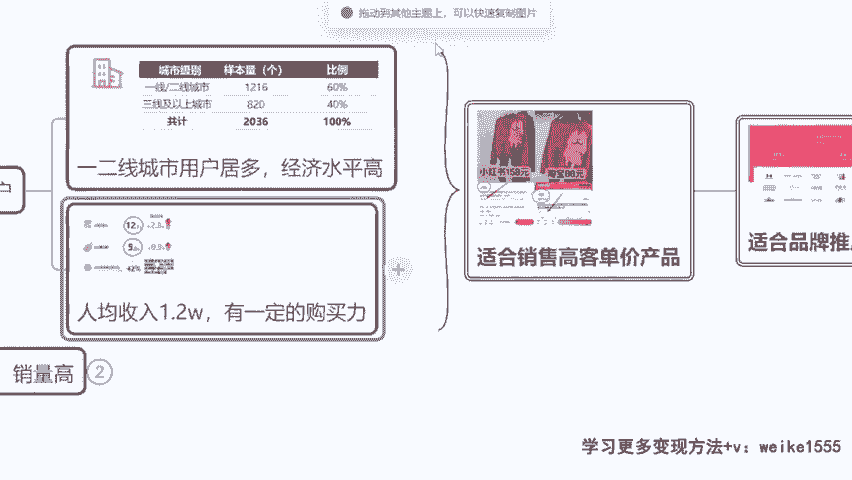 拖动到其他主题上，可以快速复制图片
城市级别 样本量（个） 比例
一线/二线城市 1216 60%
三线及以上城市 820 40%
共计 2036 100%
一二线城市用户居多，经济水平高
户
12
5
42%
人均收入1.2w，有一定的购买力
小红书158元
淘宝88元
适合销售高客单价产品
适合品牌推
销量高 2
学习更多变现方法+v：weike1555